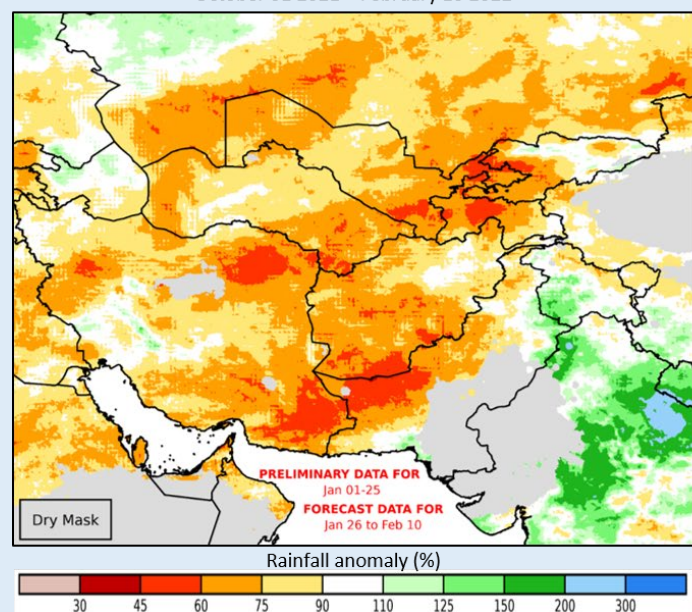 PRELIMINARY DATA FOR
Jan 01-25
FORECAST DATA FOR
Jan 26 to Feb 10
Dry Mask
Rainfall anomaly (%)
30 45 60 75 90 110 125 150 200 300